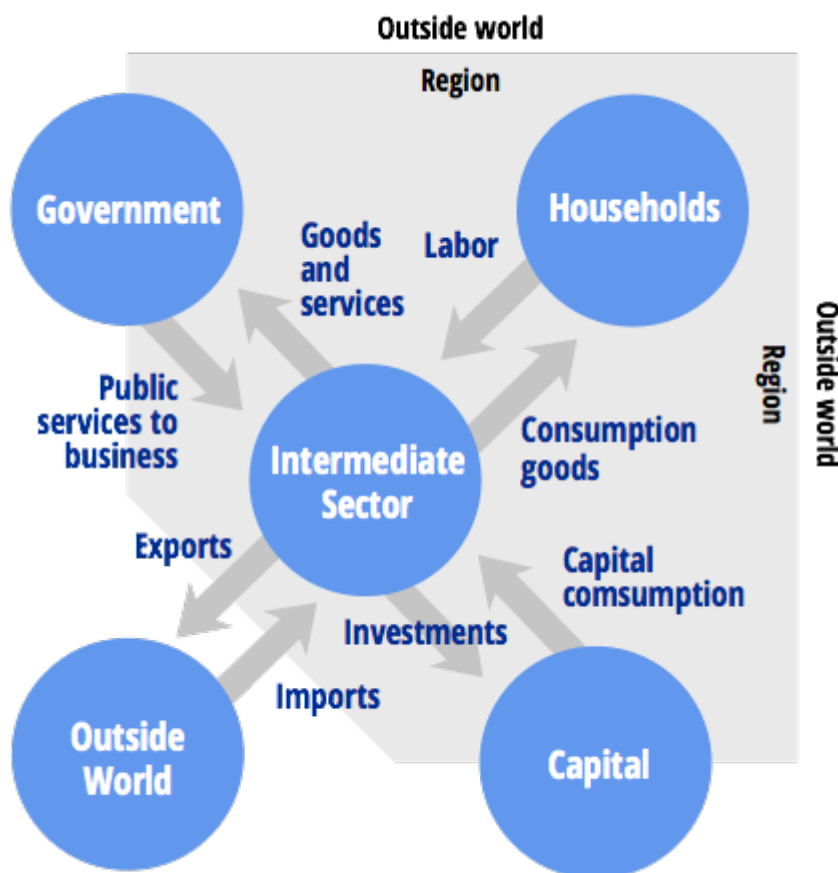 Outside world
Region
Government
Households
Goods
and
services
Labor
Outside world
Region
Public
services to
business
Consumption
goods
Intermediate
Sector
Exports
Capital
comsumption
Investments
Imports
Outside
World
Capital